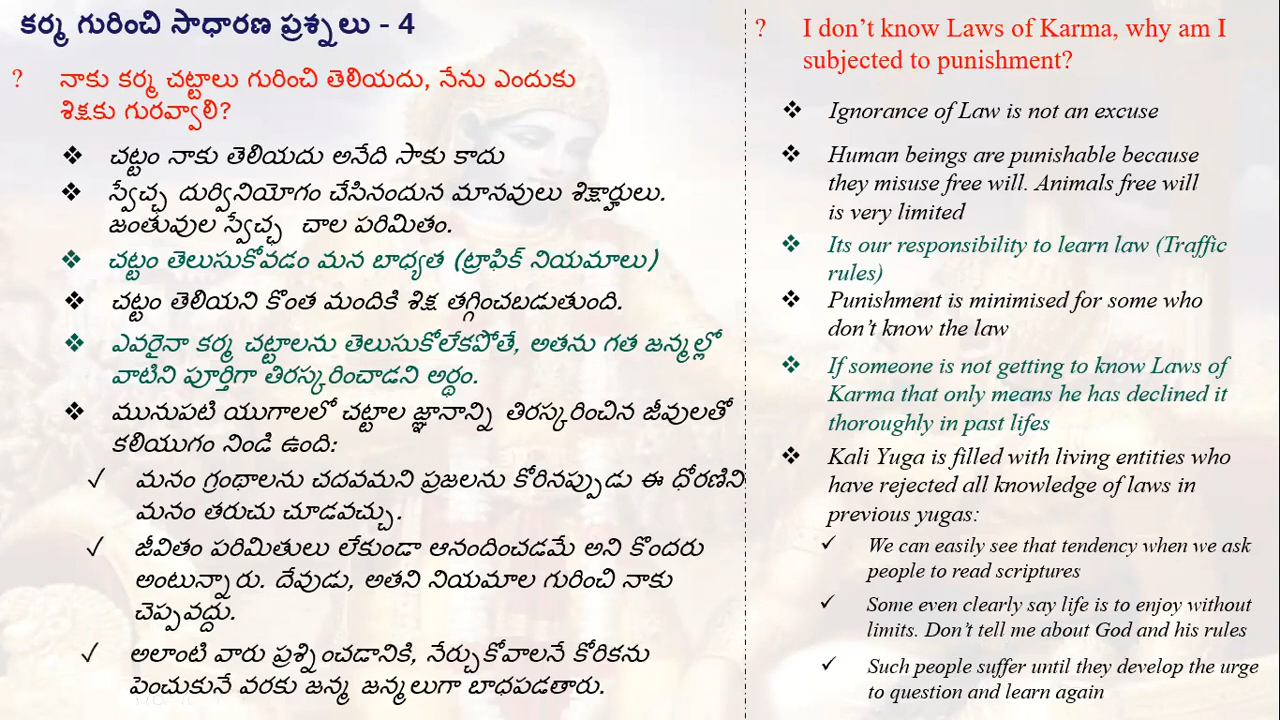 కర్మ గురించి సాధారణ ప్రశ్నలు - 4
? నాకు కర్మ చట్టాలు గురించి తెలియదు, నేను ఎందుకు
శిక్షకు గురవ్వాలి?
❖ చట్టం నాకు తెలియదు అనేది సాకు కాదు
❖ స్వేచ్ఛ దుర్వినియోగం చేసినందున మానవులు శిక్షార్హులు.
జంతువుల స్వేచ్ఛ చాల పరిమితం.
❖ చట్టం తెలుసుకోవడం మన బాధ్యత (ట్రాఫిక్ నియమాలు)
❖ చట్టం తెలియని కొంత మందికి శిక్ష తగ్గించబడుతుంది.
❖ ఎవరైనా కర్మ చట్టాలను తెలుసుకోలేకపోతే, అతను గత జన్మల్లో
వాటిని పూర్తిగా తిరస్కరించాడని అర్థం.
❖ మునుపటి యుగాలలో చట్టాల జ్ఞానాన్ని తిరస్కరించిన జీవులతో
కలియుగం నిండి ఉంది:
✓ మనం గ్రంథాలను చదవమని ప్రజలను కోరినప్పుడు ఈ ధోరణిని
మనం తరుచు చూడవచ్చు.
✓ జీవితం పరిమితులు లేకుండా ఆనందించడమే అని కొందరు
అంటున్నారు. దేవుడు, అతని నియమాల గురించి నాకు
చెప్పవద్దు.
✓ అలాంటి వారు ప్రశ్నించడానికి, నేర్చుకోవాలనే కోరికను
పెంచుకునే వరకు జన్మ జన్మలుగా బాధపడతారు.
? I don’t know Laws of Karma, why am I
subjected to punishment?
❖ Ignorance of Law is not an excuse
❖ Human beings are punishable because
they misuse free will. Animals free will
is very limited
❖ Its our responsibility to learn law (Traffic
rules)
❖ Punishment is minimised for some who
don’t know the law
❖ If someone is not getting to know Laws of
Karma that only means he has declined it
thoroughly in past lifes
❖ Kali Yuga is filled with living entities who
have rejected all knowledge of laws in
previous yugas:
✓ We can easily see that tendency when we ask
people to read scriptures
✓ Some even clearly say life is to enjoy without
limits. Don’t tell me about God and his rules
✓ Such people suffer until they develop the urge
to question and learn again